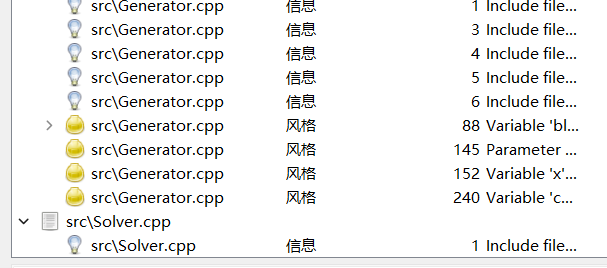 src\Generator.cpp 信息 1 Include file...
src\Generator.cpp 信息 3 Include file...
src\Generator.cpp 信息 4 Include file...
src\Generator.cpp 信息 5 Include file...
src\Generator.cpp 信息 6 Include file...
src\Generator.cpp 风格 88 Variable 'bl...
src\Generator.cpp 风格 145 Parameter ...
src\Generator.cpp 风格 152 Variable 'x'...
src\Generator.cpp 风格 240 Variable 'c...
src\Solver.cpp
src\Solver.cpp 信息 1 Include file...